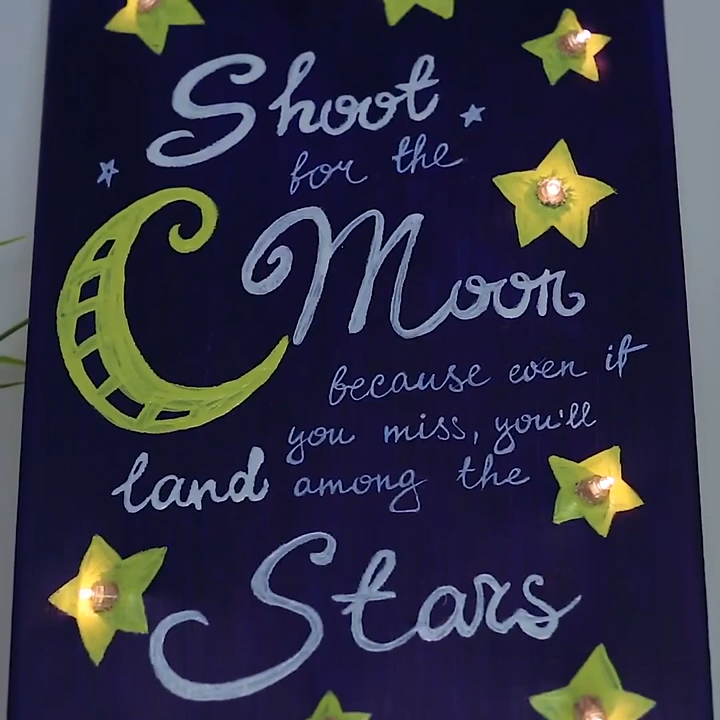 Shoot
for the
Moon
because even if
you miss, you'll
land among the
Stars